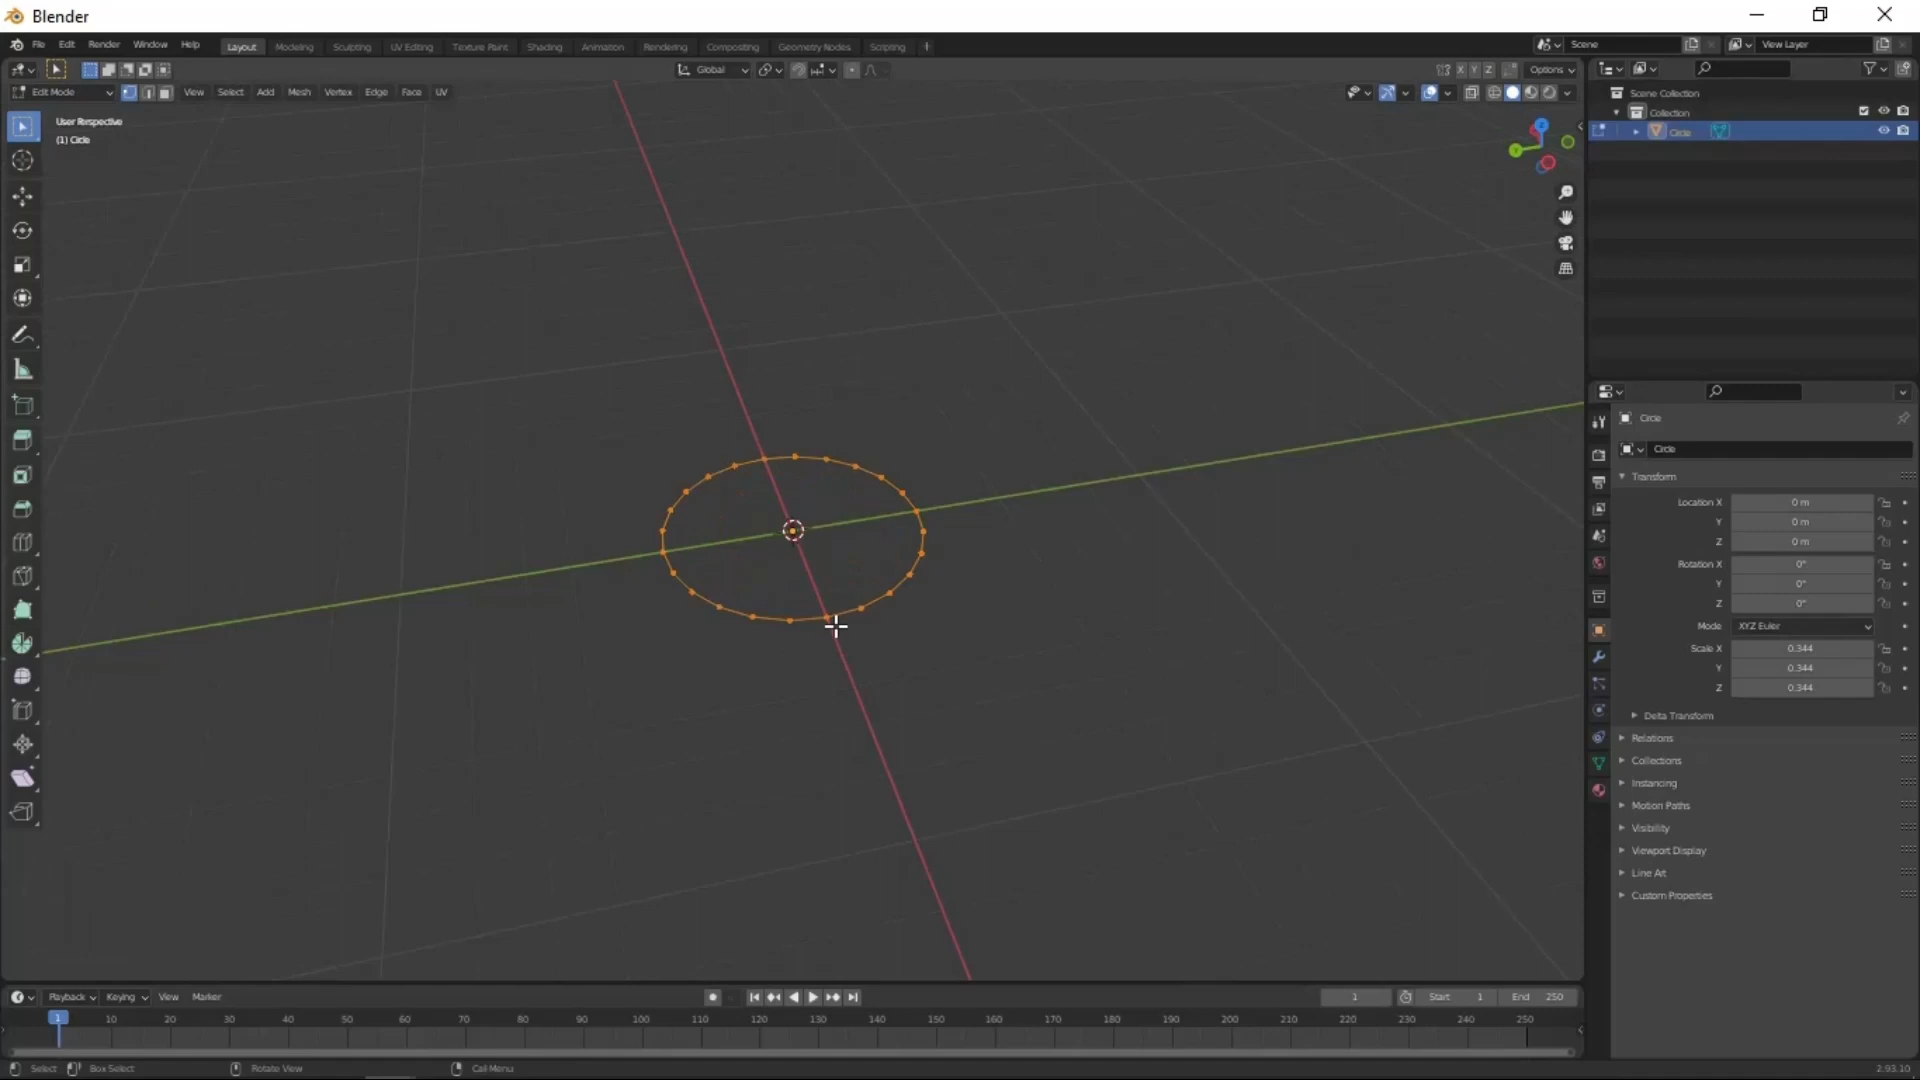 Blender
File Edit Render Window Help Layout Modeling Sculpting UV Editing Texture Paint Shading Animation Rendering Compositing Geometry Nodes Scripting + Scene View Layer
Global X Y Z Options
Edit Mode View Select Add Mesh Vertex Edge Face UV
User Perspective
(1) Circle
Scene Collection
Collection
Circle
Z
Y
Circle
Circle
Transform
Location X 0 m
Y 0 m
Z 0 m
Rotation X 0°
Y 0°
Z 0°
Mode XYZ Euler
Scale X 0.344
Y 0.344
Z 0.344
Delta Transform
Relations
Collections
Instancing
Motion Paths
Visibility
Viewport Display
Line Art
Custom Properties
Playback Keying View Marker 1 Start 1 End 250
1 10 20 30 40 50 60 70 80 90 100 110 120 130 140 150 160 170 180 190 200 210 220 230 240 250
Select Box Select Rotate View Call Menu 2.93.10